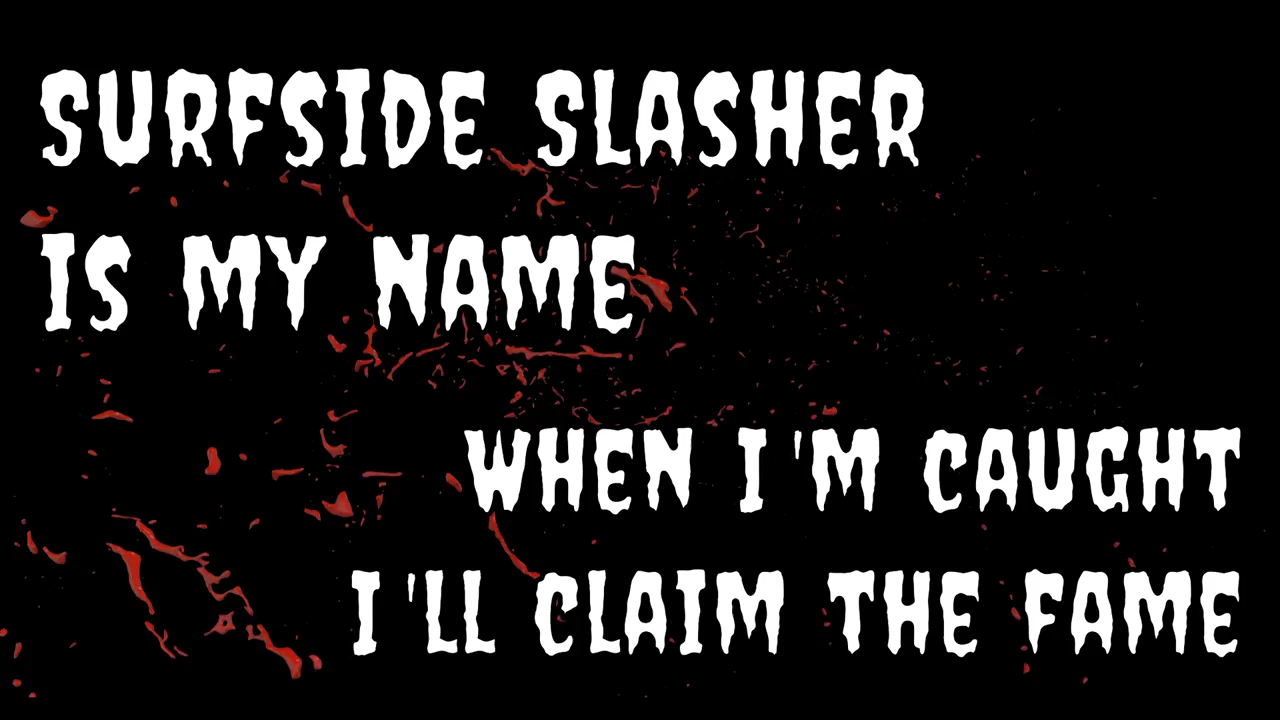 SURFSIDE SLASHER
IS MY NAME
WHEN I'M CAUGHT
I'LL CLAIM THE FAME